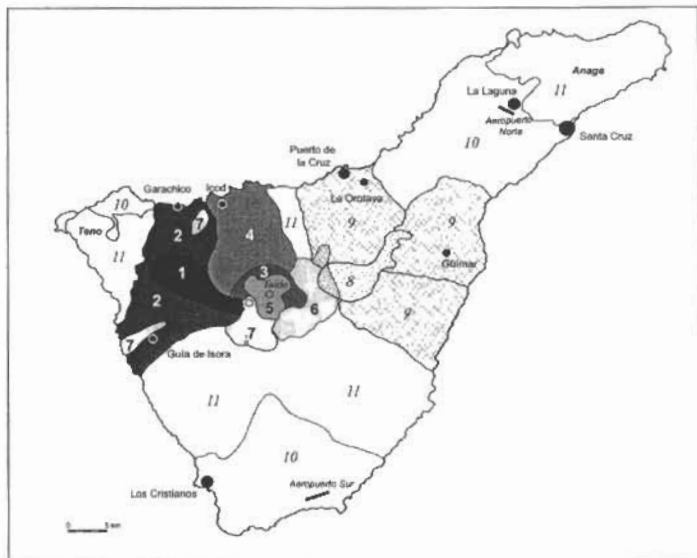 Anaga
La Laguna
11
Aeropuerto
Norte
Santa Cruz
10
Puerto de
la Cruz
La Orotava
Garachico
Icod
10
Teno
2
7
4
11
9
9
Güímar
11
1
3
Teide
8
2
5
6
9
7
7
Guía de Isora
11
11
10
Los Cristianos
Aeropuerto Sur
0
5 km